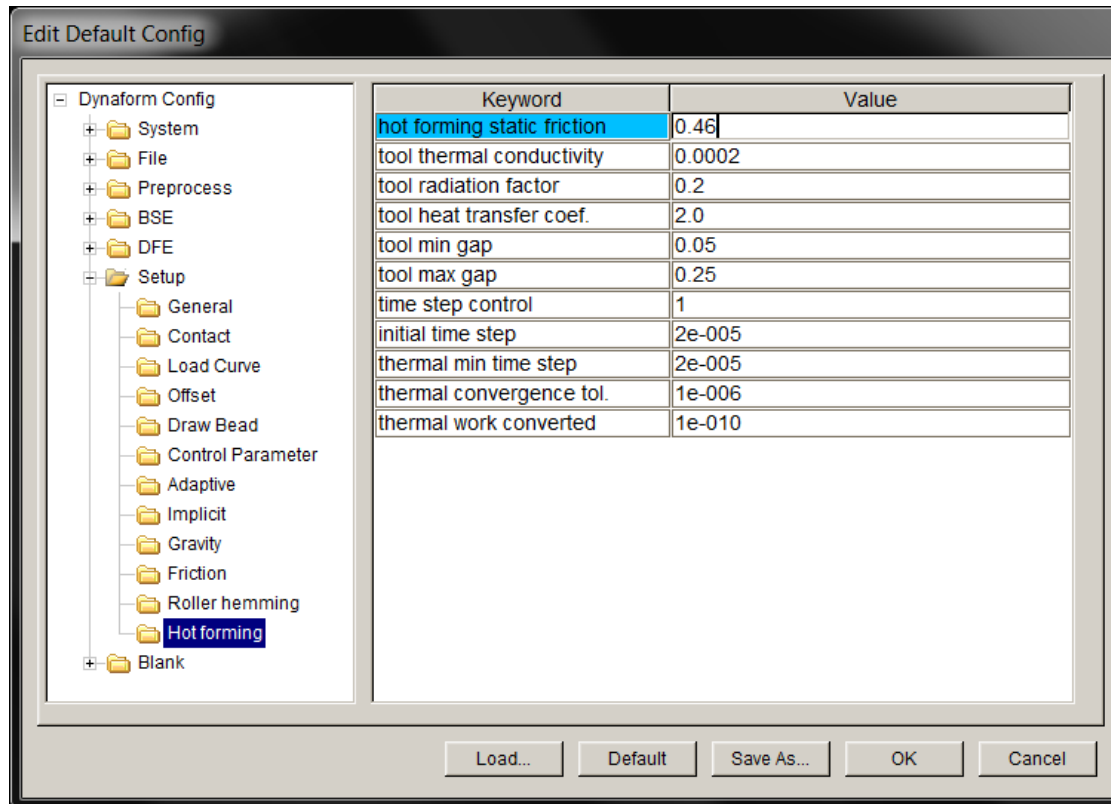 Edit Default Config
Dynaform Config
System
File
Preprocess
BSE
DFE
Setup
General
Contact
Load Curve
Offset
Draw Bead
Control Parameter
Adaptive
Implicit
Gravity
Friction
Roller hemming
Hot forming
Blank
Keyword Value
hot forming static friction 0.46
tool thermal conductivity 0.0002
tool radiation factor 0.2
tool heat transfer coef. 2.0
tool min gap 0.05
tool max gap 0.25
time step control 1
initial time step 2e-005
thermal min time step 2e-005
thermal convergence tol. 1e-006
thermal work converted 1e-010
Load... Default Save As... OK Cancel